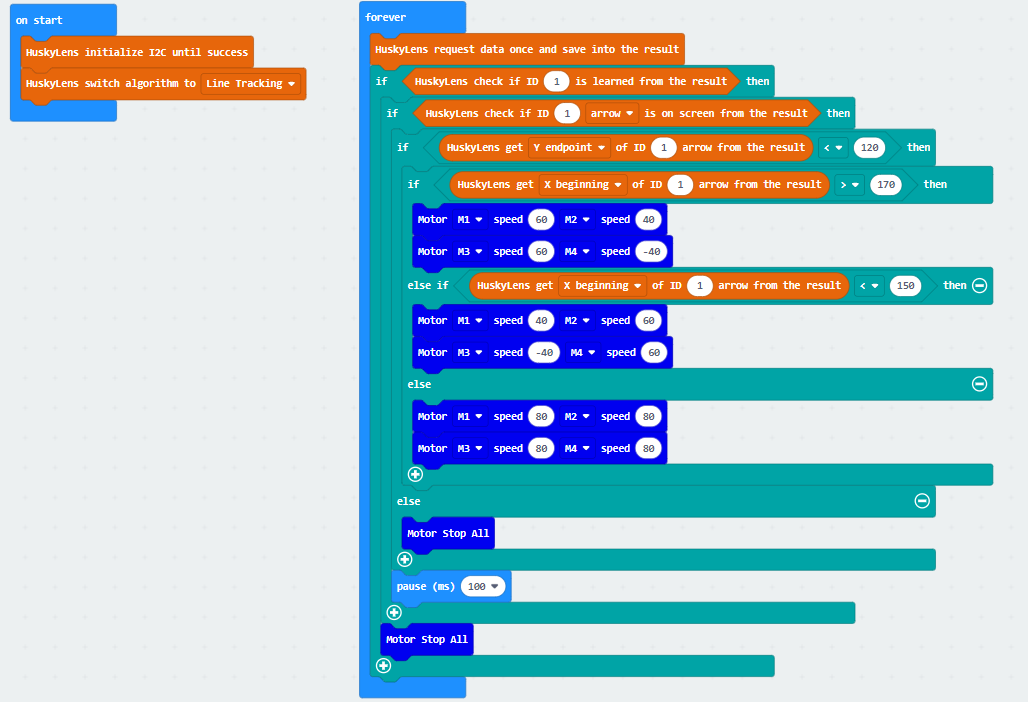 on start
HuskyLens initialize I2C until success
HuskyLens switch algorithm to Line Tracking
forever
HuskyLens request data once and save into the result
if HuskyLens check if ID 1 is learned from the result then
if HuskyLens check if ID 1 arrow is on screen from the result then
if HuskyLens get Y endpoint of ID 1 arrow from the result < 120 then
if HuskyLens get X beginning of ID 1 arrow from the result > 170 then
Motor M1 speed 60 M2 speed 40
Motor M3 speed 60 M4 speed -40
else if HuskyLens get X beginning of ID 1 arrow from the result < 150 then
Motor M1 speed 40 M2 speed 60
Motor M3 speed -40 M4 speed 60
else
Motor M1 speed 80 M2 speed 80
Motor M3 speed 80 M4 speed 80
else
Motor Stop All
pause (ms) 100
Motor Stop All